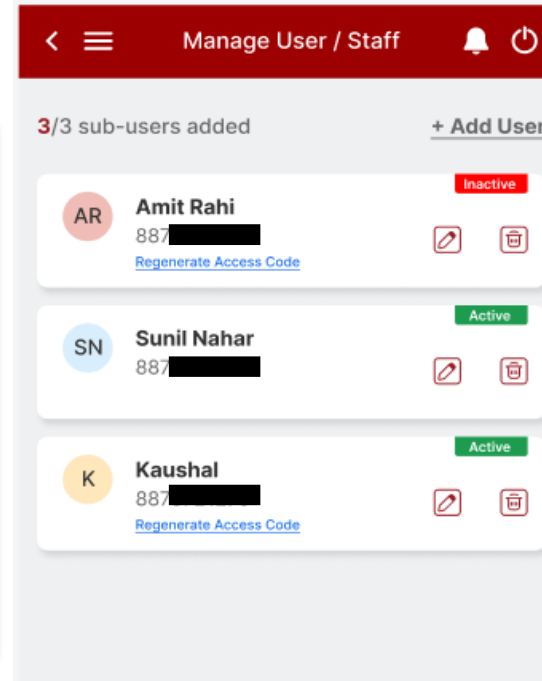 Manage User / Staff
3/3 sub-users added
+ Add User
Inactive
AR
Amit Rahi
887
Regenerate Access Code
Active
SN
Sunil Nahar
887
Active
K
Kaushal
887
Regenerate Access Code